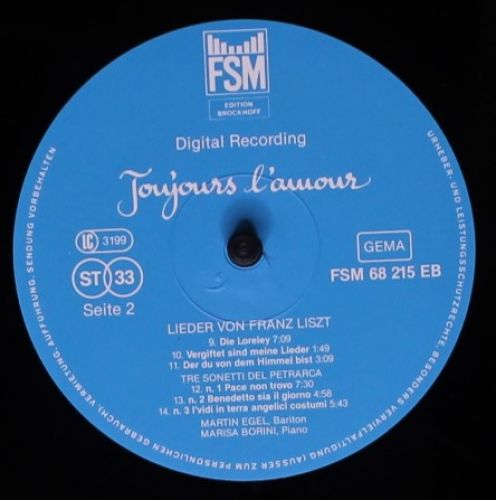 FSM
EDITION
BROCKHOFF
Digital Recording
Toujours l'amour
LC 3199
GEMA
ST 33
FSM 68 215 EB
Seite 2
LIEDER VON FRANZ LISZT
9. Die Loreley 7:09
10. Vergiftet sind meine Lieder 1:49
11. Der du von dem Himmel bist 3:09
TRE SONETTI DEL PETRARCA
12. n. 1 Pace non trovo 7:30
13. n. 2 Benedetto sia il giorno 4:58
14. n. 3 I'vidi in terra angelici costumi 5:43
MARTIN EGEL, Bariton
MARISA BORINI, Piano
URHEBER- UND LEISTUNGSSCHUTZRECHTE, BESONDERS VERVIELFÄLTIGUNG (AUSSER ZUM PERSÖNLICHEN GEBRAUCH), VERMIETUNG, AUFFÜHRUNG, SENDUNG VORBEHALTEN